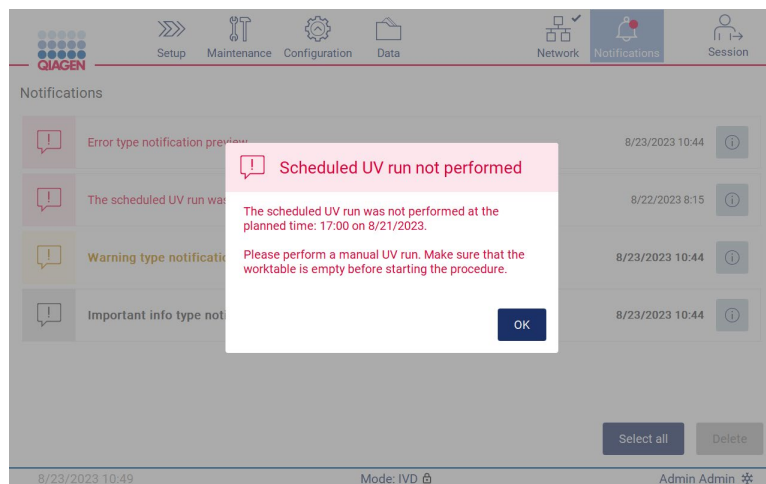 QIAGEN
Setup
Maintenance
Configuration
Data
Network
Notifications
Session
Notifications
Error type notification preview
8/23/2023 10:44
Scheduled UV run not performed
The scheduled UV run was
8/22/2023 8:15
The scheduled UV run was not performed at the
planned time: 17:00 on 8/21/2023.
Warning type notificatio
8/23/2023 10:44
Please perform a manual UV run. Make sure that the
worktable is empty before starting the procedure.
Important info type noti
8/23/2023 10:44
OK
Select all
Delete
8/23/2023 10:49
Mode: IVD
Admin Admin